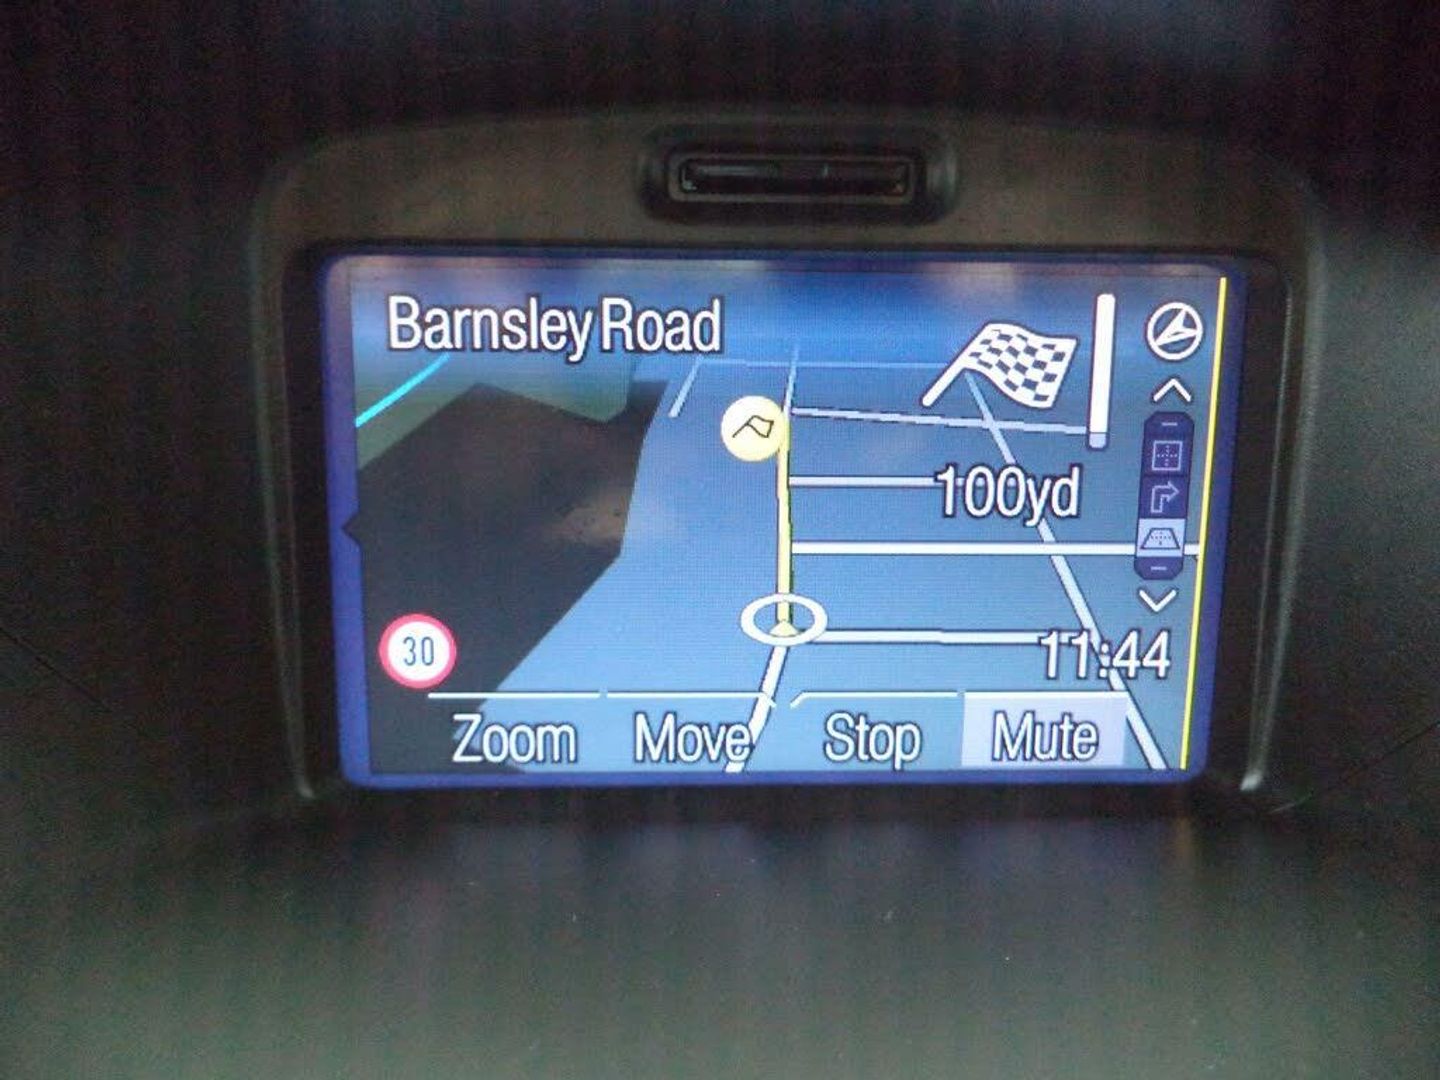 Barnsley Road
100yd
30
11:44
Zoom Move Stop Mute